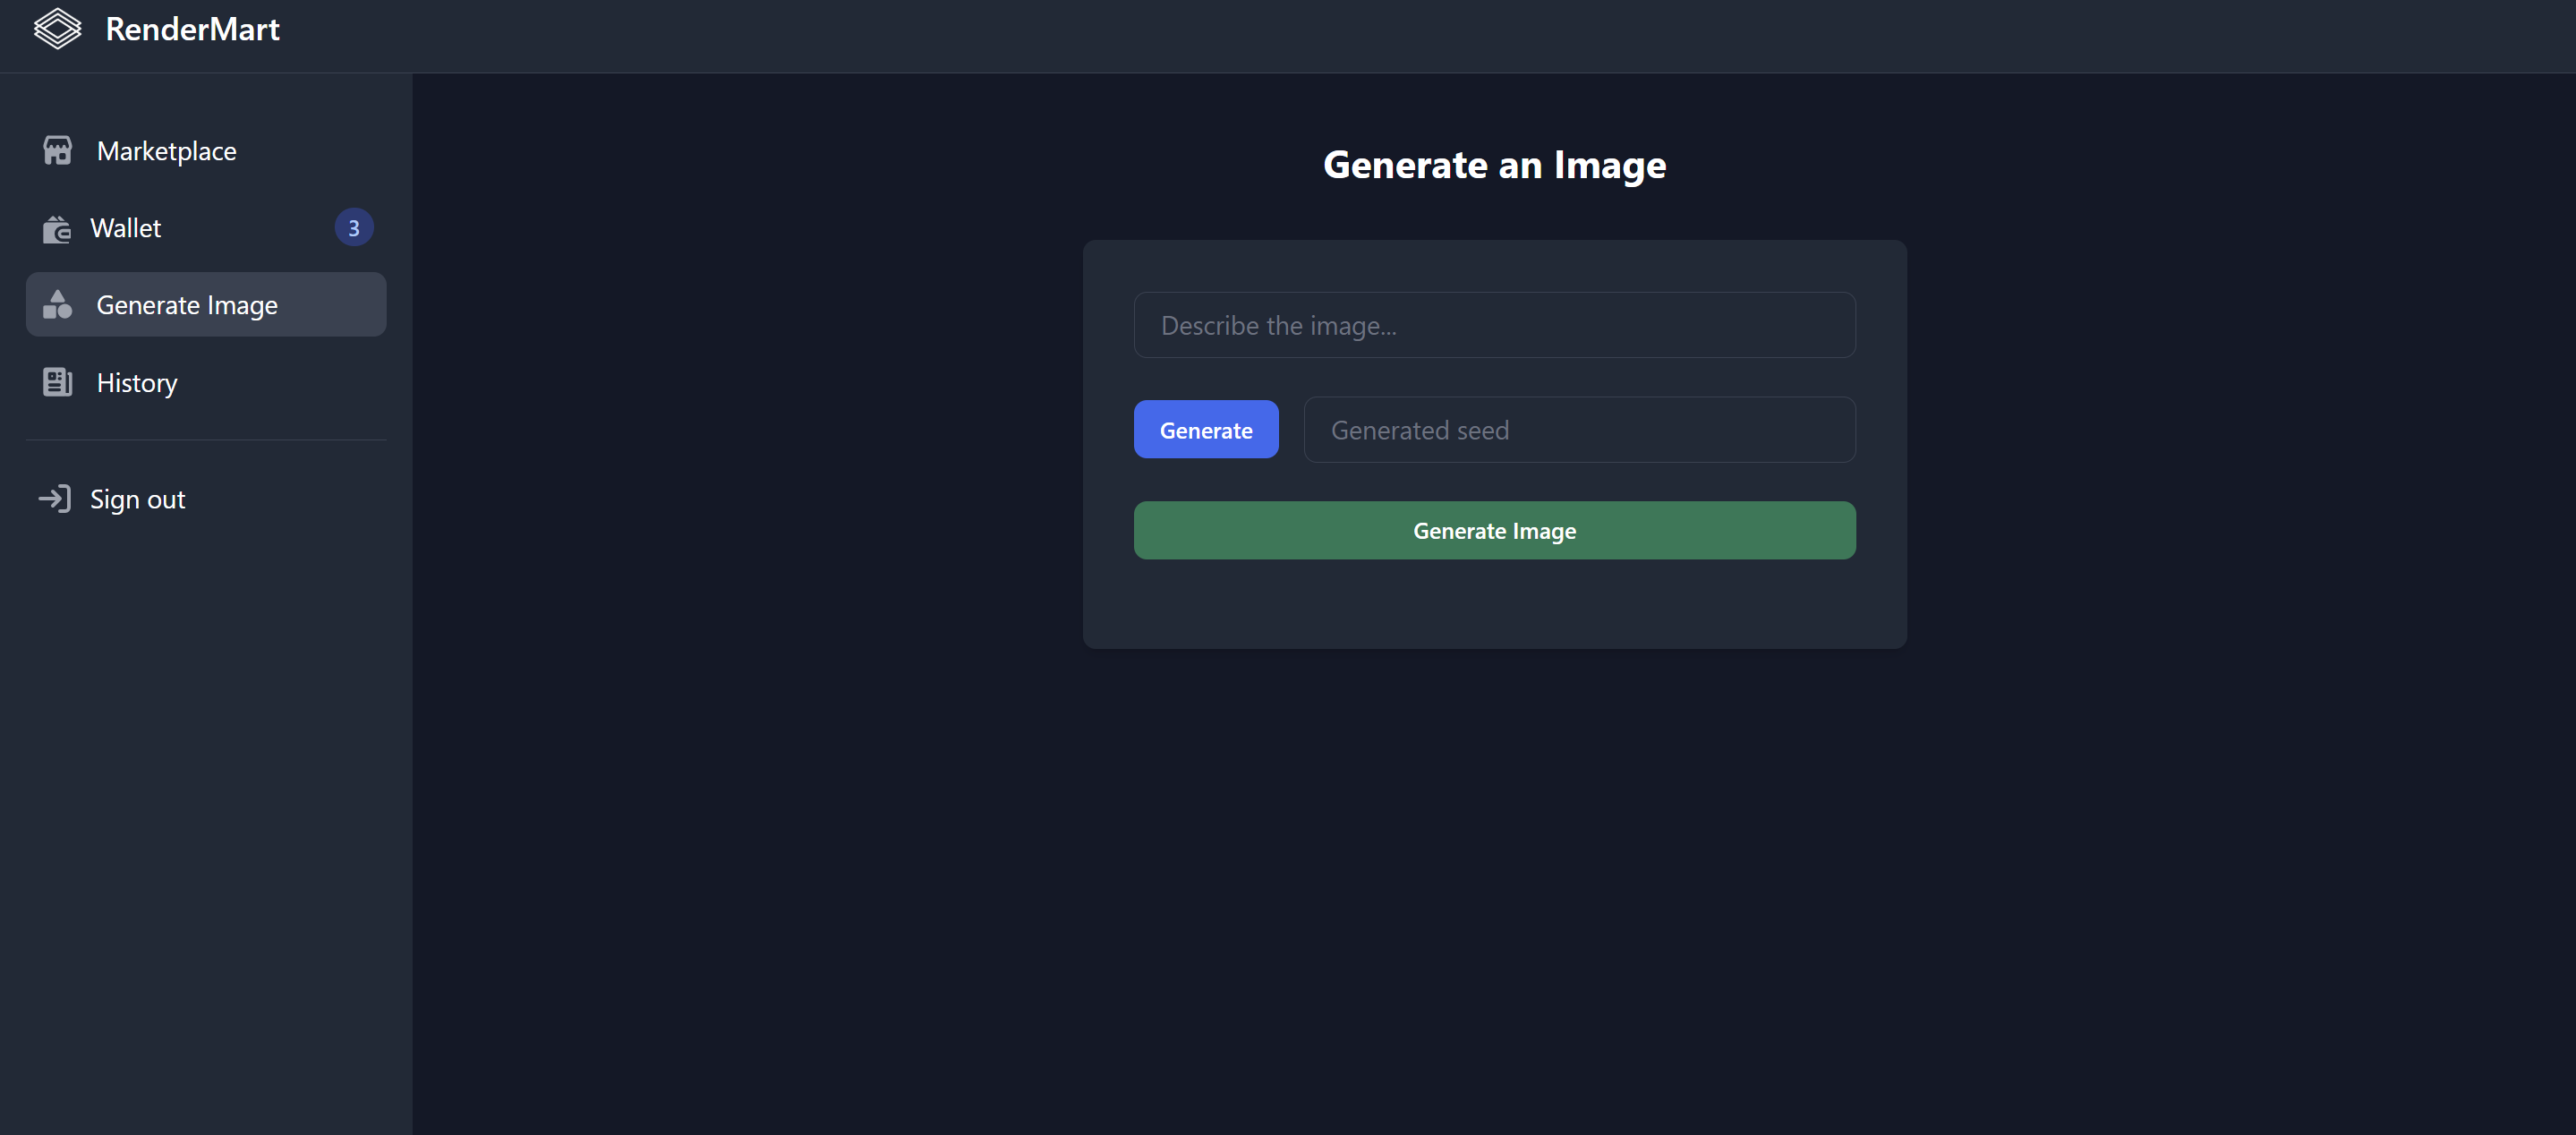 RenderMart
Marketplace
Wallet 3
Generate Image
History
Sign out
Generate an Image
Describe the image...
Generate Generated seed
Generate Image